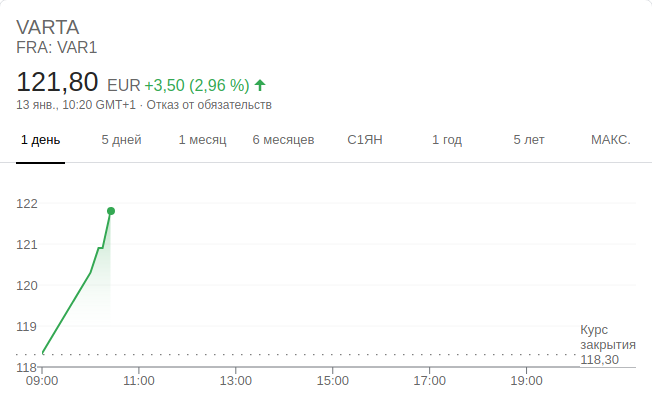 VARTA
FRA: VAR1
121,80 EUR +3,50 (2,96 %)
13 янв., 10:20 GMT+1 · Отказ от обязательств
1 день 5 дней 1 месяц 6 месяцев С1ЯН 1 год 5 лет МАКС.
122
121
120
119
Курс
закрытия
118,30
118
09:00 11:00 13:00 15:00 17:00 19:00